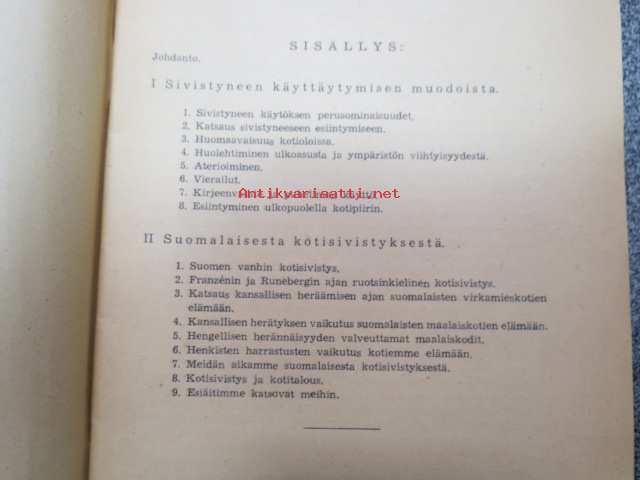 SISÄLLYS:
Johdanto.
I Sivistyneen käyttäytymisen muodoista.
1. Sivistyneen käytöksen perusominaisuudet.
2. Katsaus sivistyneeseen esiintymiseen.
3. Huomaavaisuus kotioloissa.
4. Huolehtiminen ulkoasusta ja ympäristön viihtyisyydestä.
5. Aterioiminen.
6. Vierailut.
7. Kirjeenv
Antikvariaatti.net
8. Esiintyminen ulkopuolella kotipiirin.
II Suomalaisesta kotisivistyksestä.
1. Suomen vanhin kotisivistys.
2. Franzénin ja Runebergin ajan ruotsinkielinen kotisivistys.
3. Katsaus kansallisen heräämisen ajan suomalaisten virkamieskotien
elämään.
4. Kansallisen herätyksen vaikutus suomalaisten maalaiskotien elämään.
5. Hengellisen herännäisyyden valveuttamat maalaiskodit.
6. Henkisten harrastusten vaikutus kotiemme elämään.
7. Meidän aikamme suomalaisesta kotisivistyksestä.
8. Kotisivistys ja kotitalous.
9. Esiäitimme katsovat meihin.